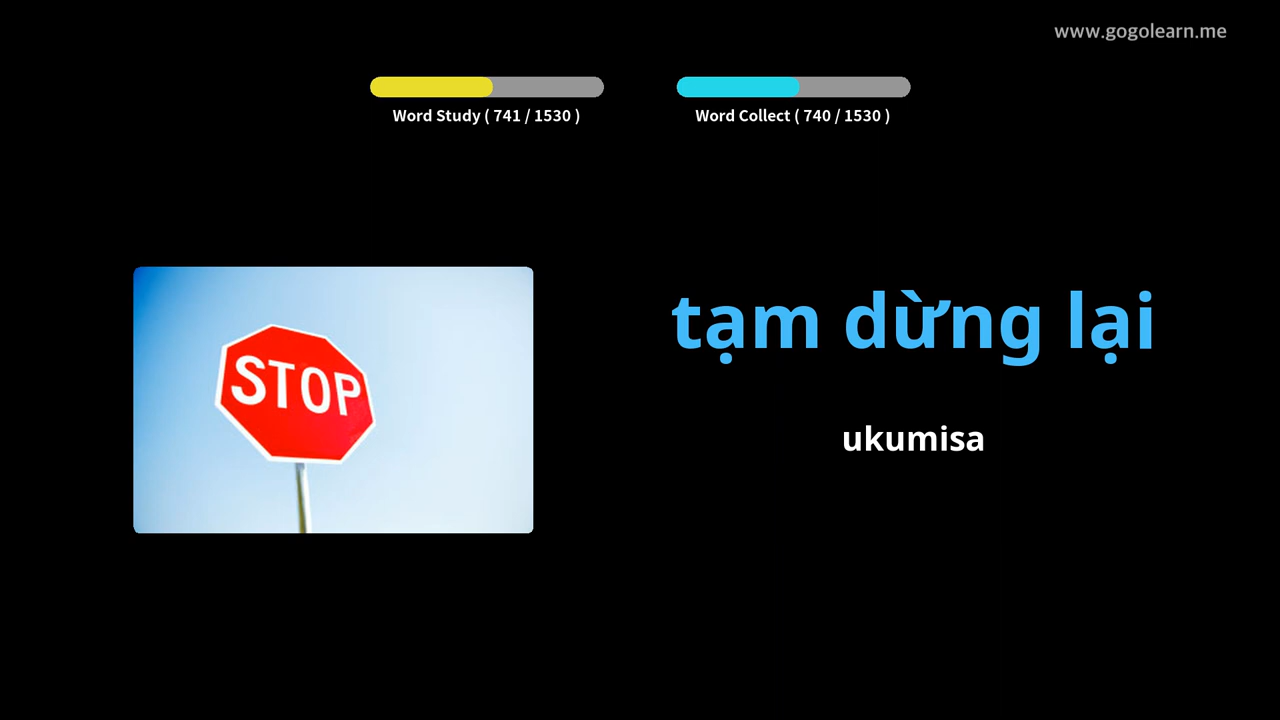 www.gogolearn.me
Word Study ( 741 / 1530 )
Word Collect ( 740 / 1530 )
STOP
tạm dừng lại
ukumisa